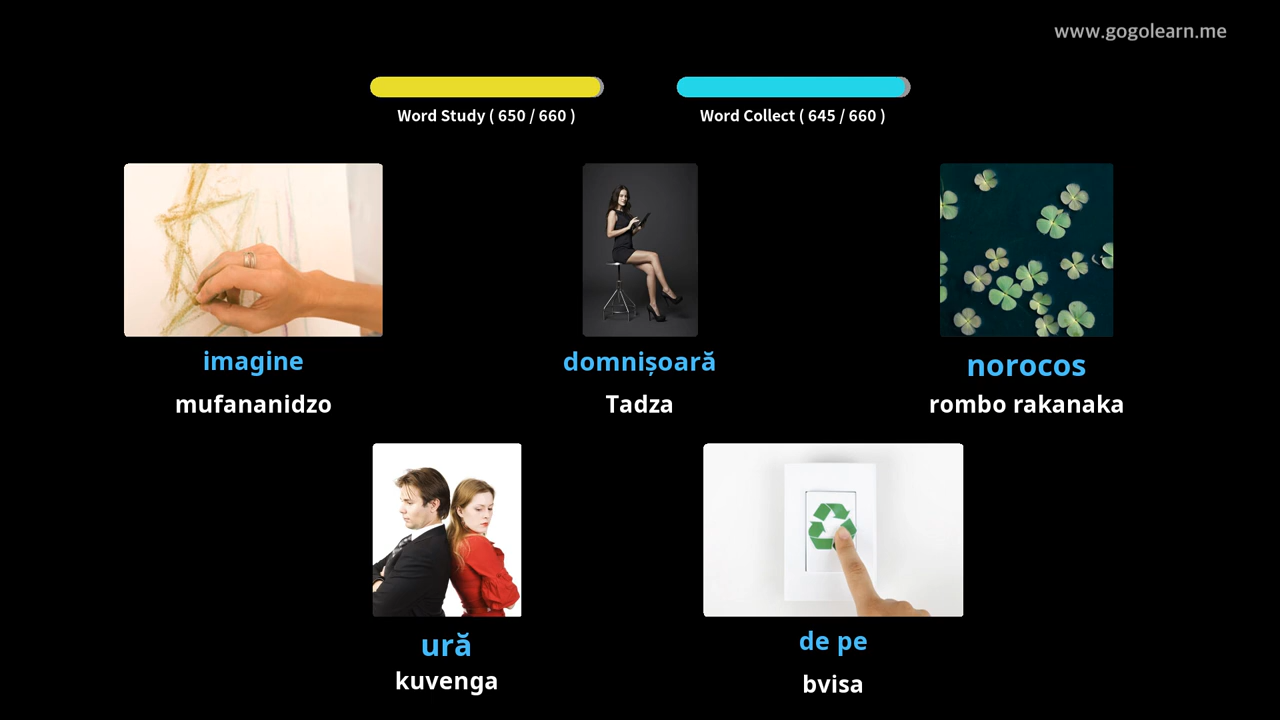 www.gogolearn.me
Word Study ( 650 / 660 )
Word Collect ( 645 / 660 )
imagine
mufananidzo
domnișoară
Tadza
norocos
rombo rakanaka
ură
kuvenga
de pe
bvisa